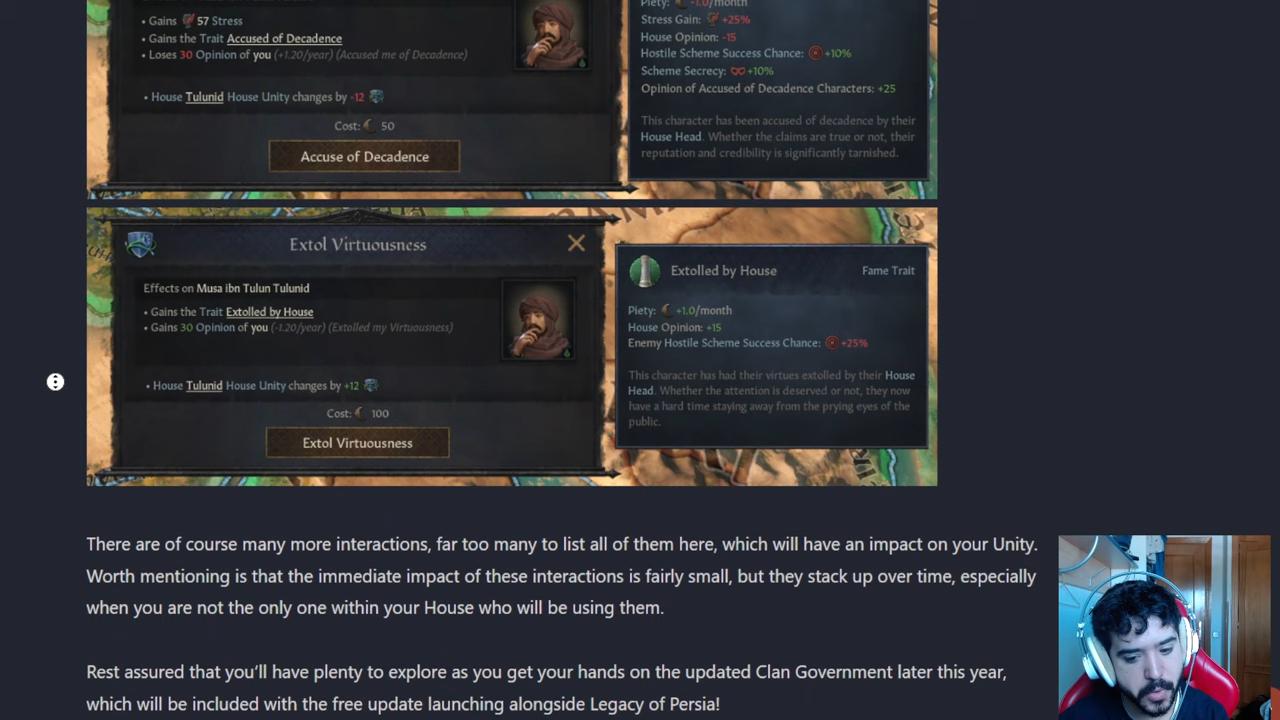 • Gains 57 Stress
• Gains the Trait Accused of Decadence
• Loses 30 Opinion of you (+1.20/year) (Accused me of Decadence)
• House Tulunid House Unity changes by -12
Cost: 50
Accuse of Decadence
Piety: -1.0/month
Stress Gain: +25%
House Opinion: -15
Hostile Scheme Success Chance: +10%
Scheme Secrecy: +10%
Opinion of Accused of Decadence Characters: +25
This character has been accused of decadence by their
House Head. Whether the claims are true or not, their
reputation and credibility is significantly tarnished.
Extol Virtuousness
Effects on Musa ibn Tulun Tulunid
• Gains the Trait Extolled by House
• Gains 30 Opinion of you (-1.20/year) (Extolled my Virtuousness)
• House Tulunid House Unity changes by +12
Cost: 100
Extol Virtuousness
Extolled by House Fame Trait
Piety: +1.0/month
House Opinion: +15
Enemy Hostile Scheme Success Chance: +25%
This character has had their virtues extolled by their House
Head. Whether the attention is deserved or not, they now
have a hard time staying away from the prying eyes of the
public.
There are of course many more interactions, far too many to list all of them here, which will have an impact on your Unity.
Worth mentioning is that the immediate impact of these interactions is fairly small, but they stack up over time, especially
when you are not the only one within your House who will be using them.
Rest assured that you’ll have plenty to explore as you get your hands on the updated Clan Government later this year,
which will be included with the free update launching alongside Legacy of Persia!